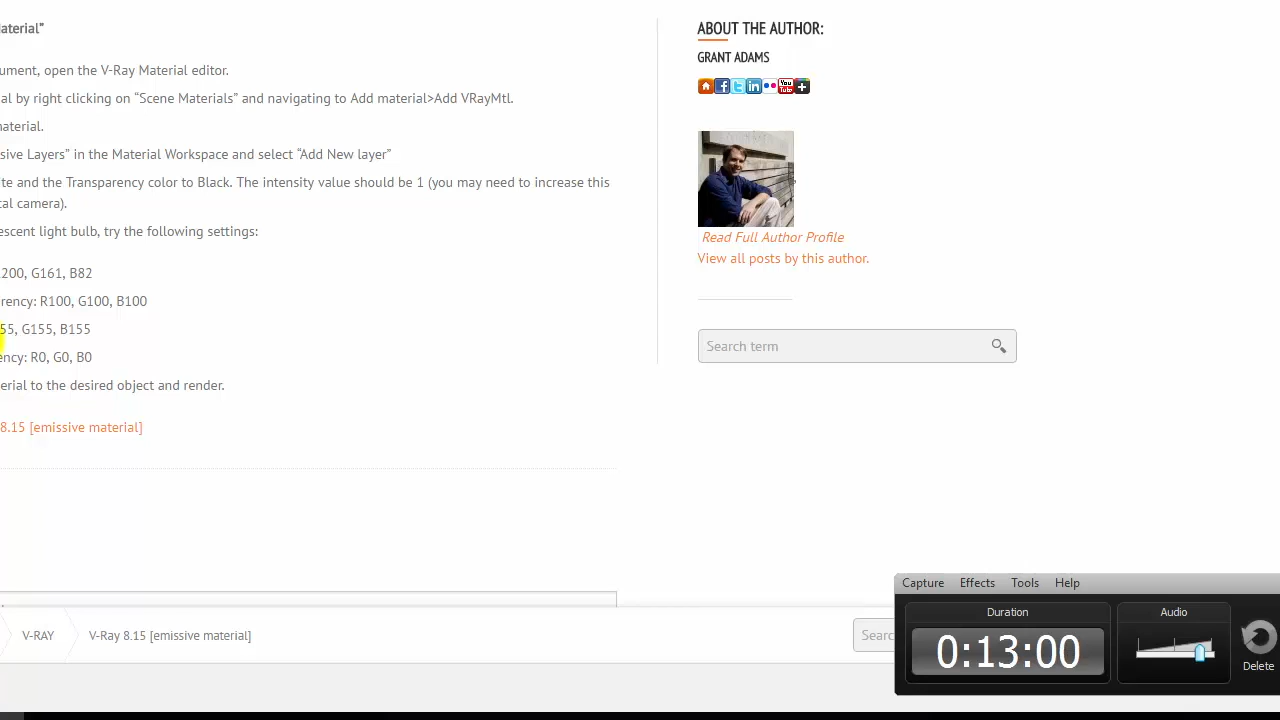 aterial”
ument, open the V-Ray Material editor.
al by right clicking on “Scene Materials” and navigating to Add material>Add VRayMtl.
naterial.
sive Layers” in the Material Workspace and select “Add New layer”
te and the Transparency color to Black. The intensity value should be 1 (you may need to increase this
cal camera).
escent light bulb, try the following settings:
200, G161, B82
rency: R100, G100, B100
55, G155, B155
ency: R0, G0, B0
erial to the desired object and render.
8.15 [emissive material]
ABOUT THE AUTHOR:
GRANT ADAMS
You
Tube
Read Full Author Profile
View all posts by this author.
Search term
V-RAY
V-Ray 8.15 [emissive material]
Searc
Capture Effects Tools Help
Duration
0:13:00
Audio
Delete